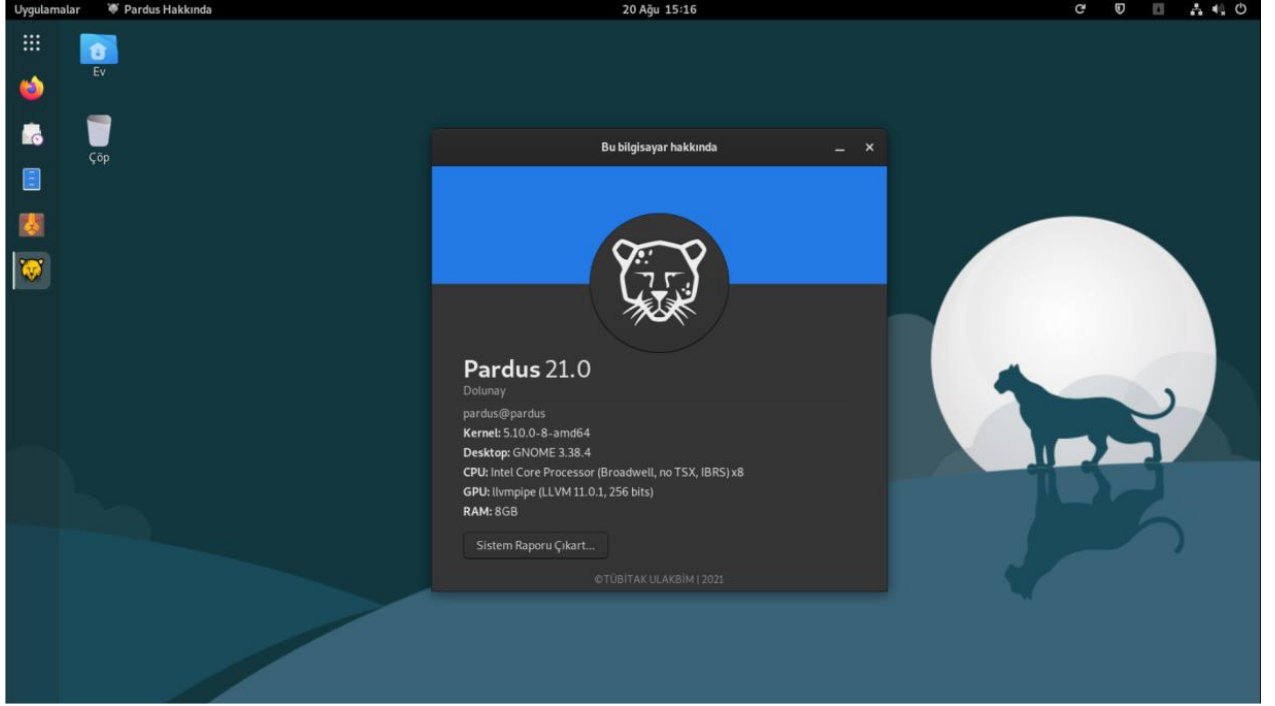 Uygulamalar Pardus Hakkında 20 Ağu 15:16
Ev
Çöp
Bu bilgisayar hakkında
Pardus 21.0
Dolunay
pardus@pardus
Kernel: 5.10.0-8-amd64
Desktop: GNOME 3.38.4
CPU: Intel Core Processor (Broadwell, no TSX, IBRS) x8
GPU: llvmpipe (LLVM 11.0.1, 256 bits)
RAM: 8GB
Sistem Raporu Çıkart...
©TÜBİTAK ULAKBİM | 2021